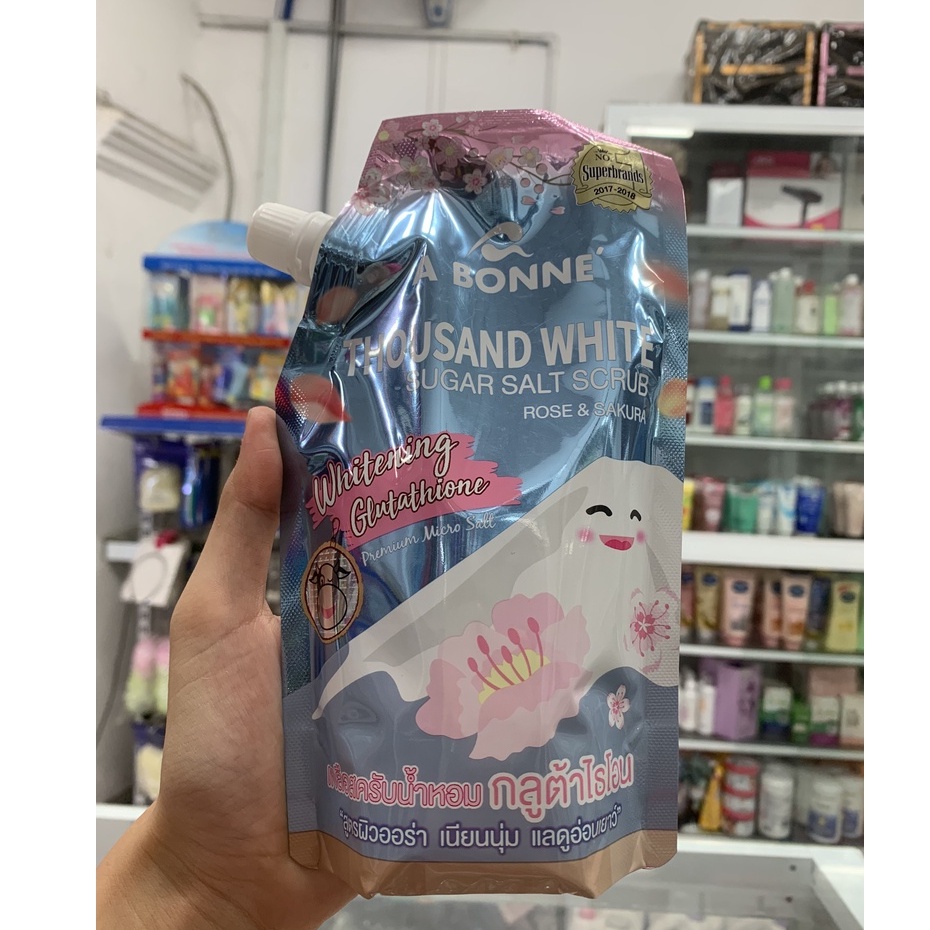 NO.
Superbrands
2017-2018
A BONNE'
THOUSAND WHITE
SUGAR SALT SCRUB
ROSE & SAKURA
Whitening
Glutathione
Premium Micro Salt
เกลือสครับน้ำหอม กลูต้าไธโอน
"สูตรผิวออร่า เนียนนุ่ม แลดูอ่อนเยาว์"